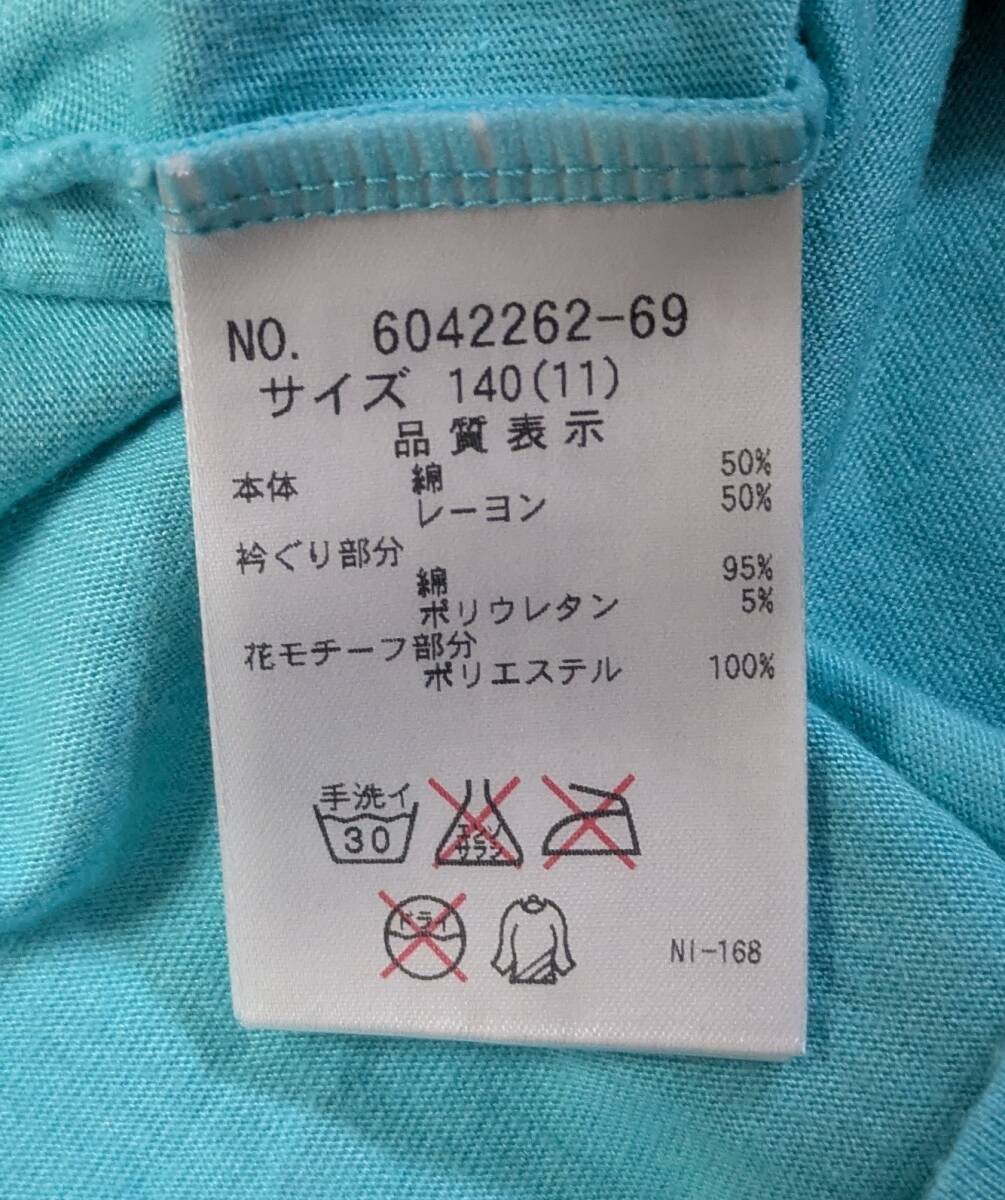 NO. 6042262-69
サイズ 140(11)
品質表示
本体 綿 50%
レーヨン 50%
衿ぐり部分
綿 95%
ポリウレタン 5%
花モチーフ部分
ポリエステル 100%
手洗イ
30
エンソ
サラシ
ドライ
NI-168